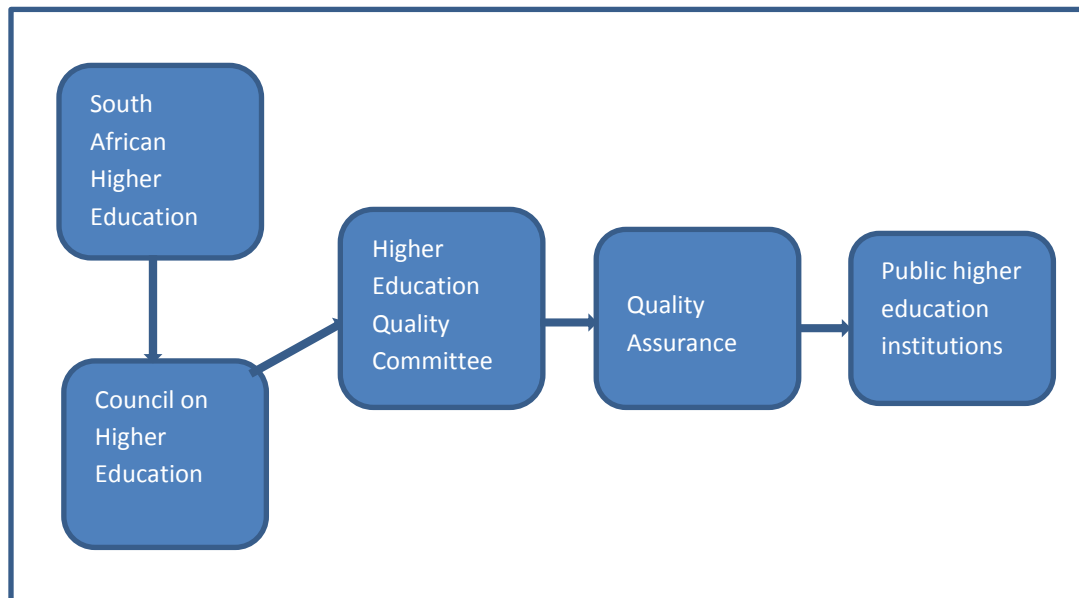 South
African
Higher
Education
Council on
Higher
Education
Higher
Education
Quality
Committee
Quality
Assurance
Public higher
education
institutions